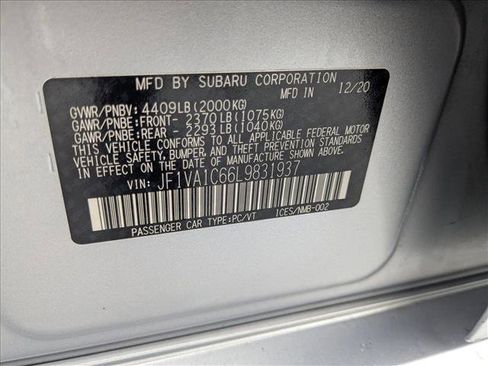 MFD BY SUBARU CORPORATION
MFD IN 12/20
GVWR/PNBV: 4409LB(2000KG)
GAWR/PNBE:FRONT- 2370LB(1075KG)
GAWR/PNBE:REAR - 2293LB(1040KG)
THIS VEHICLE CONFORMS TO ALL APPLICABLE FEDERAL MOTOR
VEHICLE SAFETY, BUMPER, AND THEFT PREVENTION STANDARDS
IN EFFECT ON THE DATE OF MANUFACTURE SHOWN ABOVE.
VIN: JF1VA1C66L9831937
PASSENGER CAR TYPE:PC/VT ICES/NMB-002